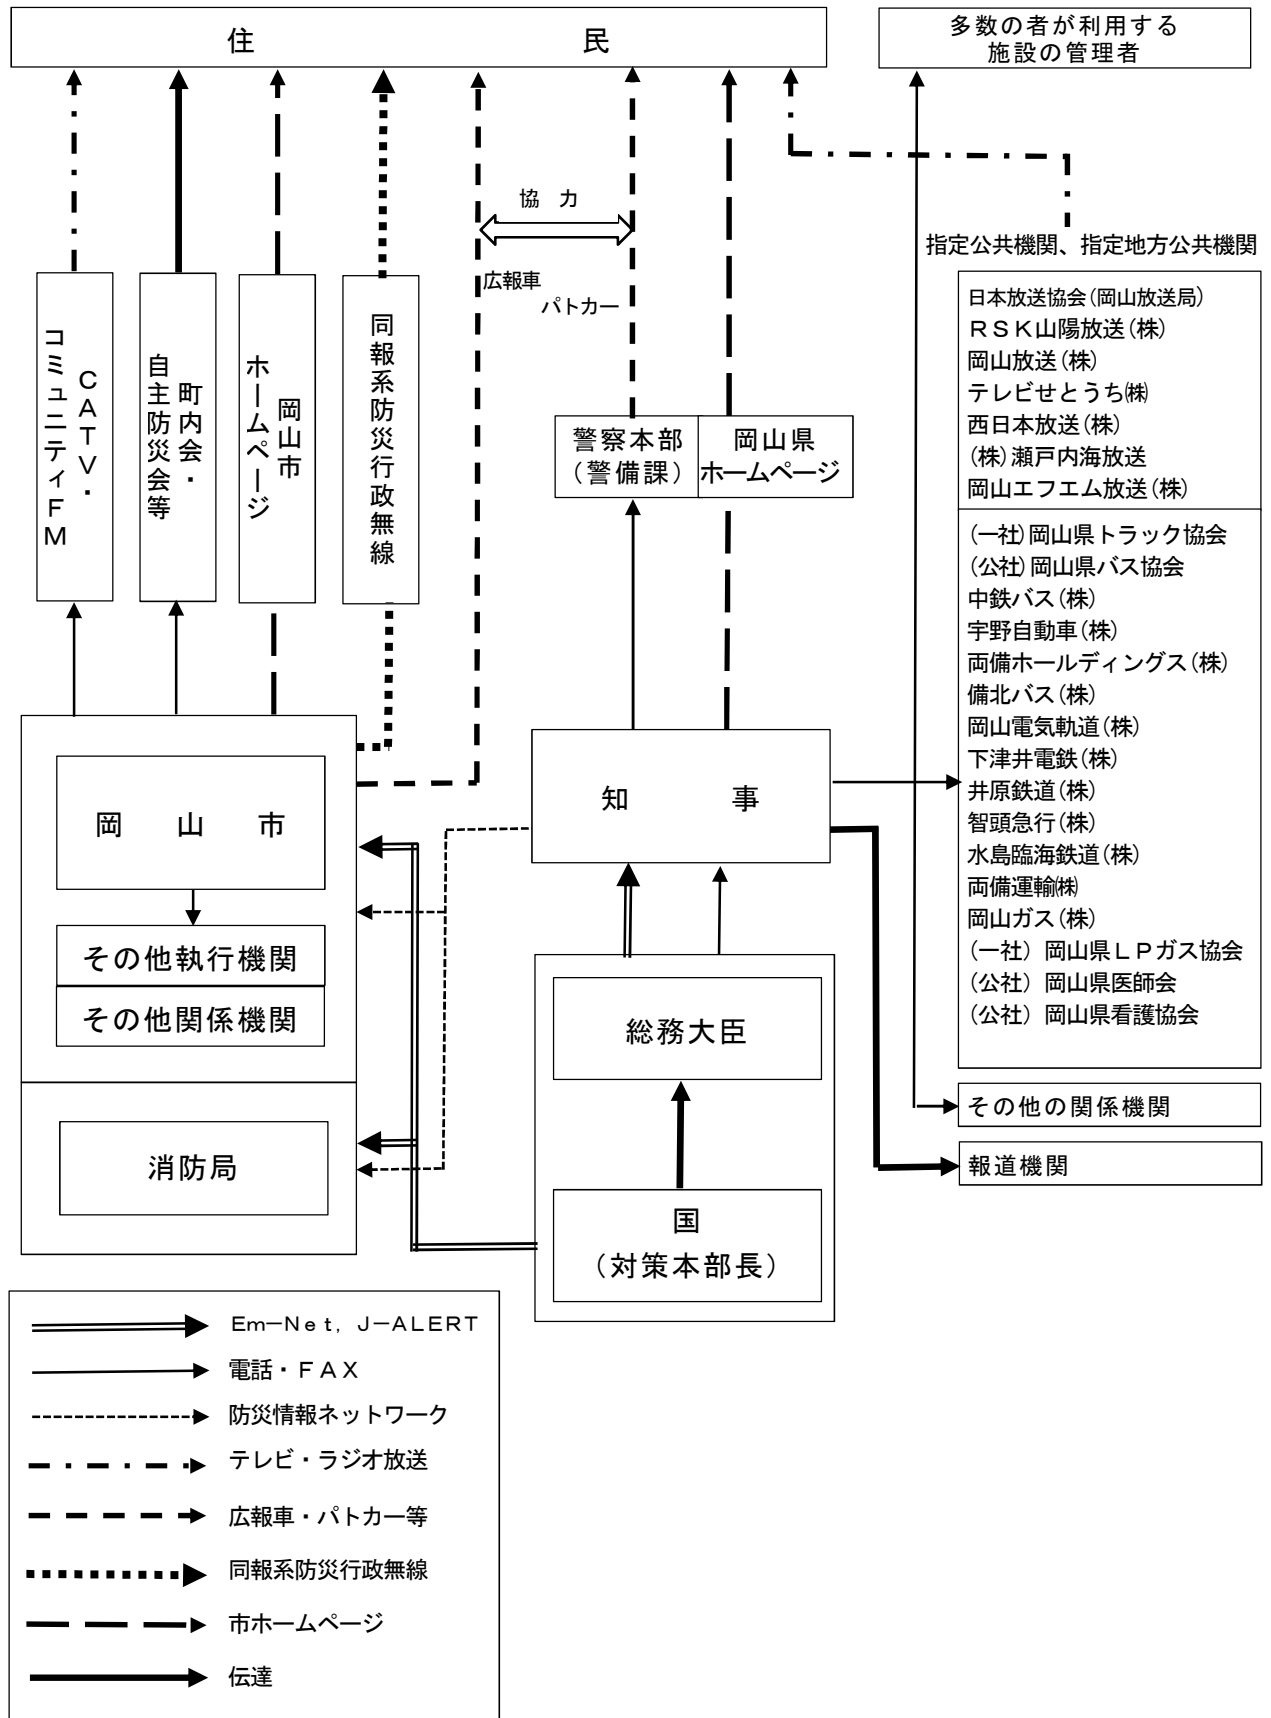 住　民
多数の者が利用する
施設の管理者
協　力
広報車
パトカー
指定公共機関、指定地方公共機関
日本放送協会(岡山放送局)
ＲＳＫ山陽放送(株)
岡山放送(株)
テレビせとうち㈱
西日本放送(株)
(株)瀬戸内海放送
岡山エフエム放送(株)
(一社)岡山県トラック協会
(公社)岡山県バス協会
中鉄バス(株)
宇野自動車(株)
両備ホールディングス(株)
備北バス(株)
岡山電気軌道(株)
下津井電鉄(株)
井原鉄道(株)
智頭急行(株)
水島臨海鉄道(株)
両備運輸㈱
岡山ガス(株)
(一社) 岡山県ＬＰガス協会
(公社) 岡山県医師会
(公社) 岡山県看護協会
その他の関係機関
報道機関
ＣＡＴＶ・
コミュニティＦＭ
町内会・
自主防災会等
岡山市
ホームページ
同報系防災行政無線
警察本部
（警備課）
岡山県
ホームページ
岡　山　市
その他執行機関
その他関係機関
消防局
知　事
総務大臣
国
（対策本部長）
Ｅｍ－Ｎｅｔ，Ｊ－ＡＬＥＲＴ
電話・ＦＡＸ
防災情報ネットワーク
テレビ・ラジオ放送
広報車・パトカー等
同報系防災行政無線
市ホームページ
伝達